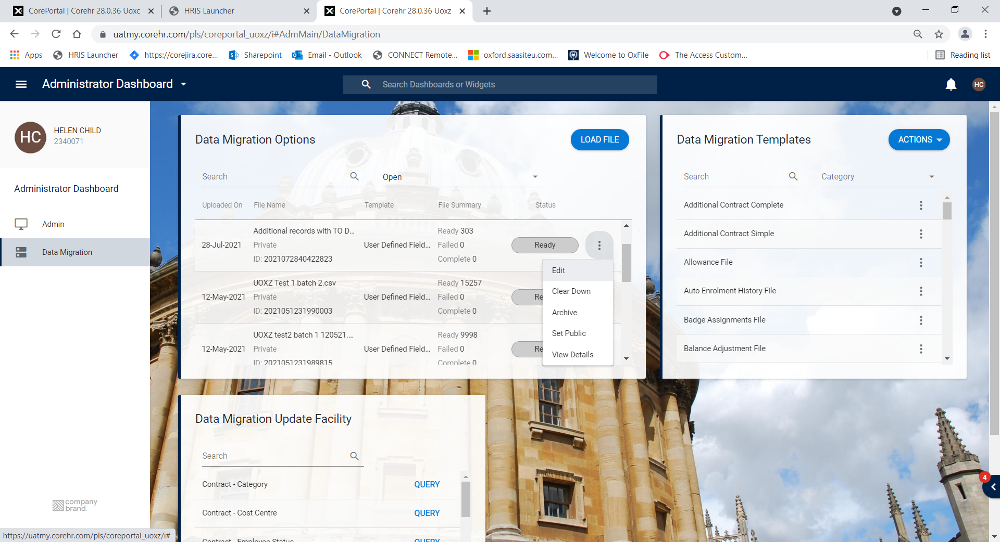 CorePortal | Corehr 28.0.36 Uoxc
HRIS Launcher
CorePortal | Corehr 28.0.36 Uoxz
uatmy.corehr.com/pls/coreportal_uoxz/i#AdmMain/DataMigration
Apps
HRIS Launcher
https://corejira.core...
Sharepoint
Email - Outlook
CONNECT Remote...
oxford.saasiteu.com...
Welcome to OxFile
The Access Custom...
Reading list
Administrator Dashboard
Search Dashboards or Widgets
HC
HC
HELEN CHILD
2340071
Administrator Dashboard
Admin
Data Migration
company
brand.
https://uatmy.corehr.com/pls/coreportal_uoxz/i#
Data Migration Options
LOAD FILE
Search
Open
Uploaded On File Name Template File Summary Status
Additional records with TO D... Ready 303
28-Jul-2021 Private User Defined Field... Failed 0 Ready
ID: 2021072840422823 Complete 0
UOXZ Test 1 batch 2.csv Ready 15257
12-May-2021 Private User Defined Field... Failed 0 Re
ID: 2021051231990003 Complete 0
UOXZ test2 batch 1 120521.... Ready 9998
12-May-2021 Private User Defined Field... Failed 0 Re
ID: 2021051231989815 Complete 0
Edit
Clear Down
Archive
Set Public
View Details
Data Migration Templates
ACTIONS
Search
Category
Additional Contract Complete
Additional Contract Simple
Allowance File
Auto Enrolment History File
Badge Assignments File
Balance Adjustment File
Data Migration Update Facility
Search
Contract - Category QUERY
Contract - Cost Centre QUERY
Contract - Employee Status QUERY
4